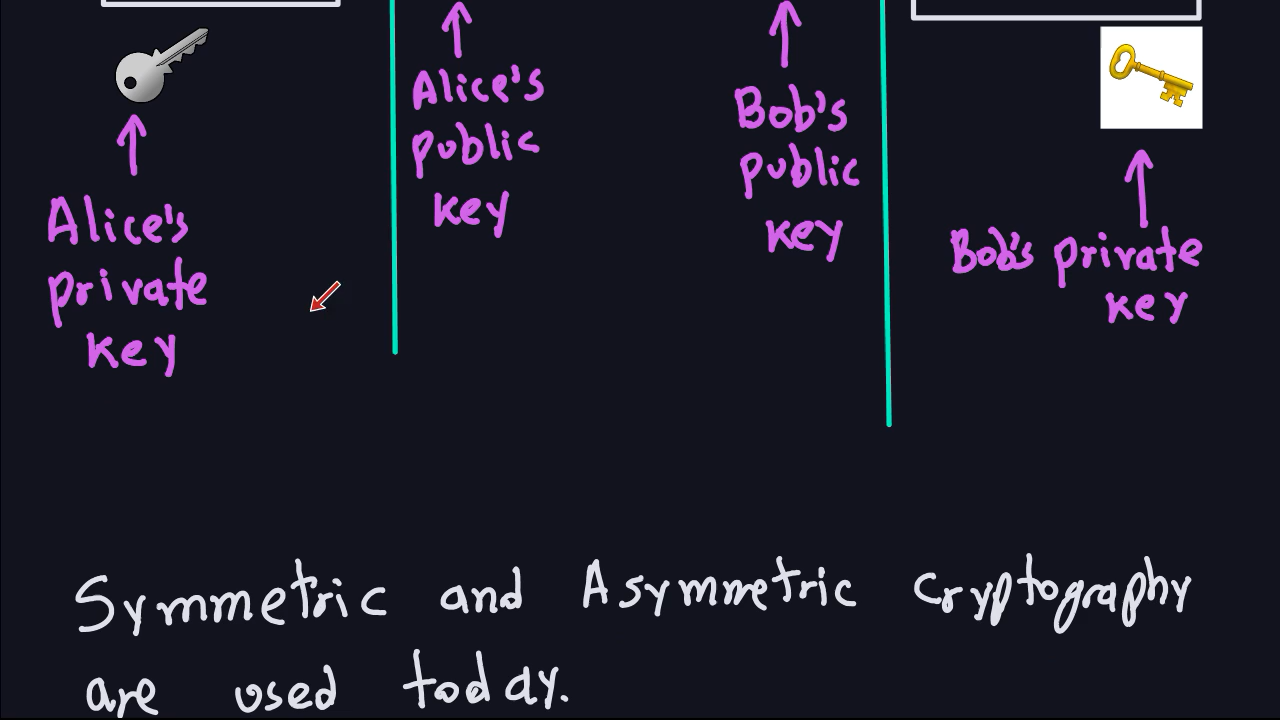 Alice's
public
key
Bob's
public
key
Alice's
private
key
Bob's private
key
Symmetric and Asymmetric Cryptography
are used today.